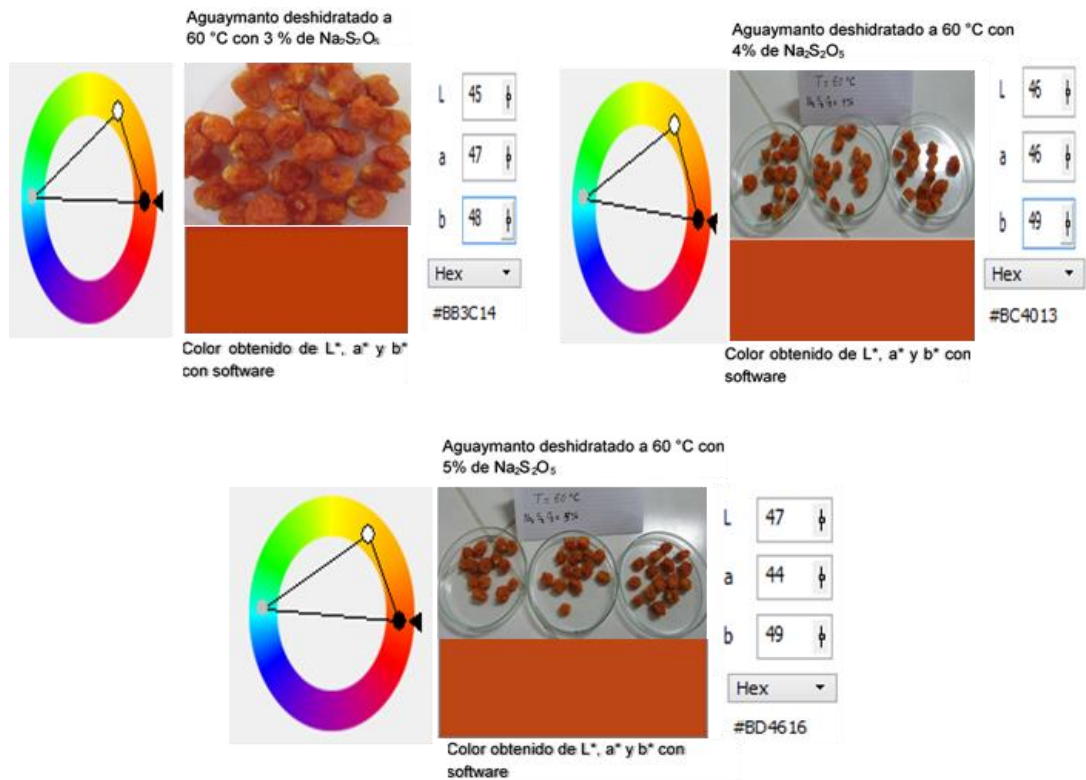 Aguaymanto deshidratado a
60 °C con 3 % de Na₂S₂O₅
L 45
a 47
b 48
Hex
#BB3C14
Color obtenido de L*, a* y b*
con software
Aguaymanto deshidratado a 60 °C con
4% de Na₂S₂O₅
T = 60°C
L 46
a 46
b 49
Hex
#BC4013
Color obtenido de L*, a* y b* con
software
Aguaymanto deshidratado a 60 °C con
5% de Na₂S₂O₅
T = 60°C
L 47
a 44
b 49
Hex
#BD4616
Color obtenido de L*, a* y b* con
software